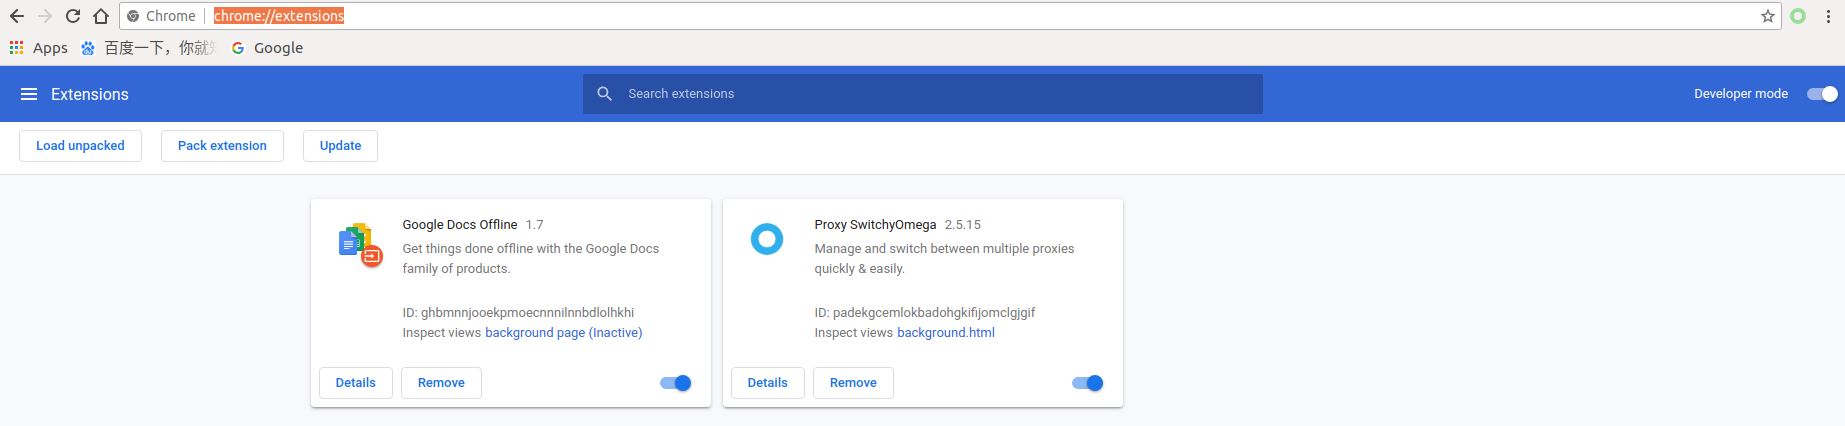 Chrome chrome://extensions
Apps 百度一下，你就 Google
Extensions Search extensions Developer mode
Load unpacked Pack extension Update
Google Docs Offline 1.7
Get things done offline with the Google Docs
family of products.
ID: ghbmnnjooekpmoecnnnilnnbdlolhkhi
Inspect views background page (Inactive)
Details Remove
Proxy SwitchyOmega 2.5.15
Manage and switch between multiple proxies
quickly & easily.
ID: padekgcemlokbadohgkifijomclgjgif
Inspect views background.html
Details Remove